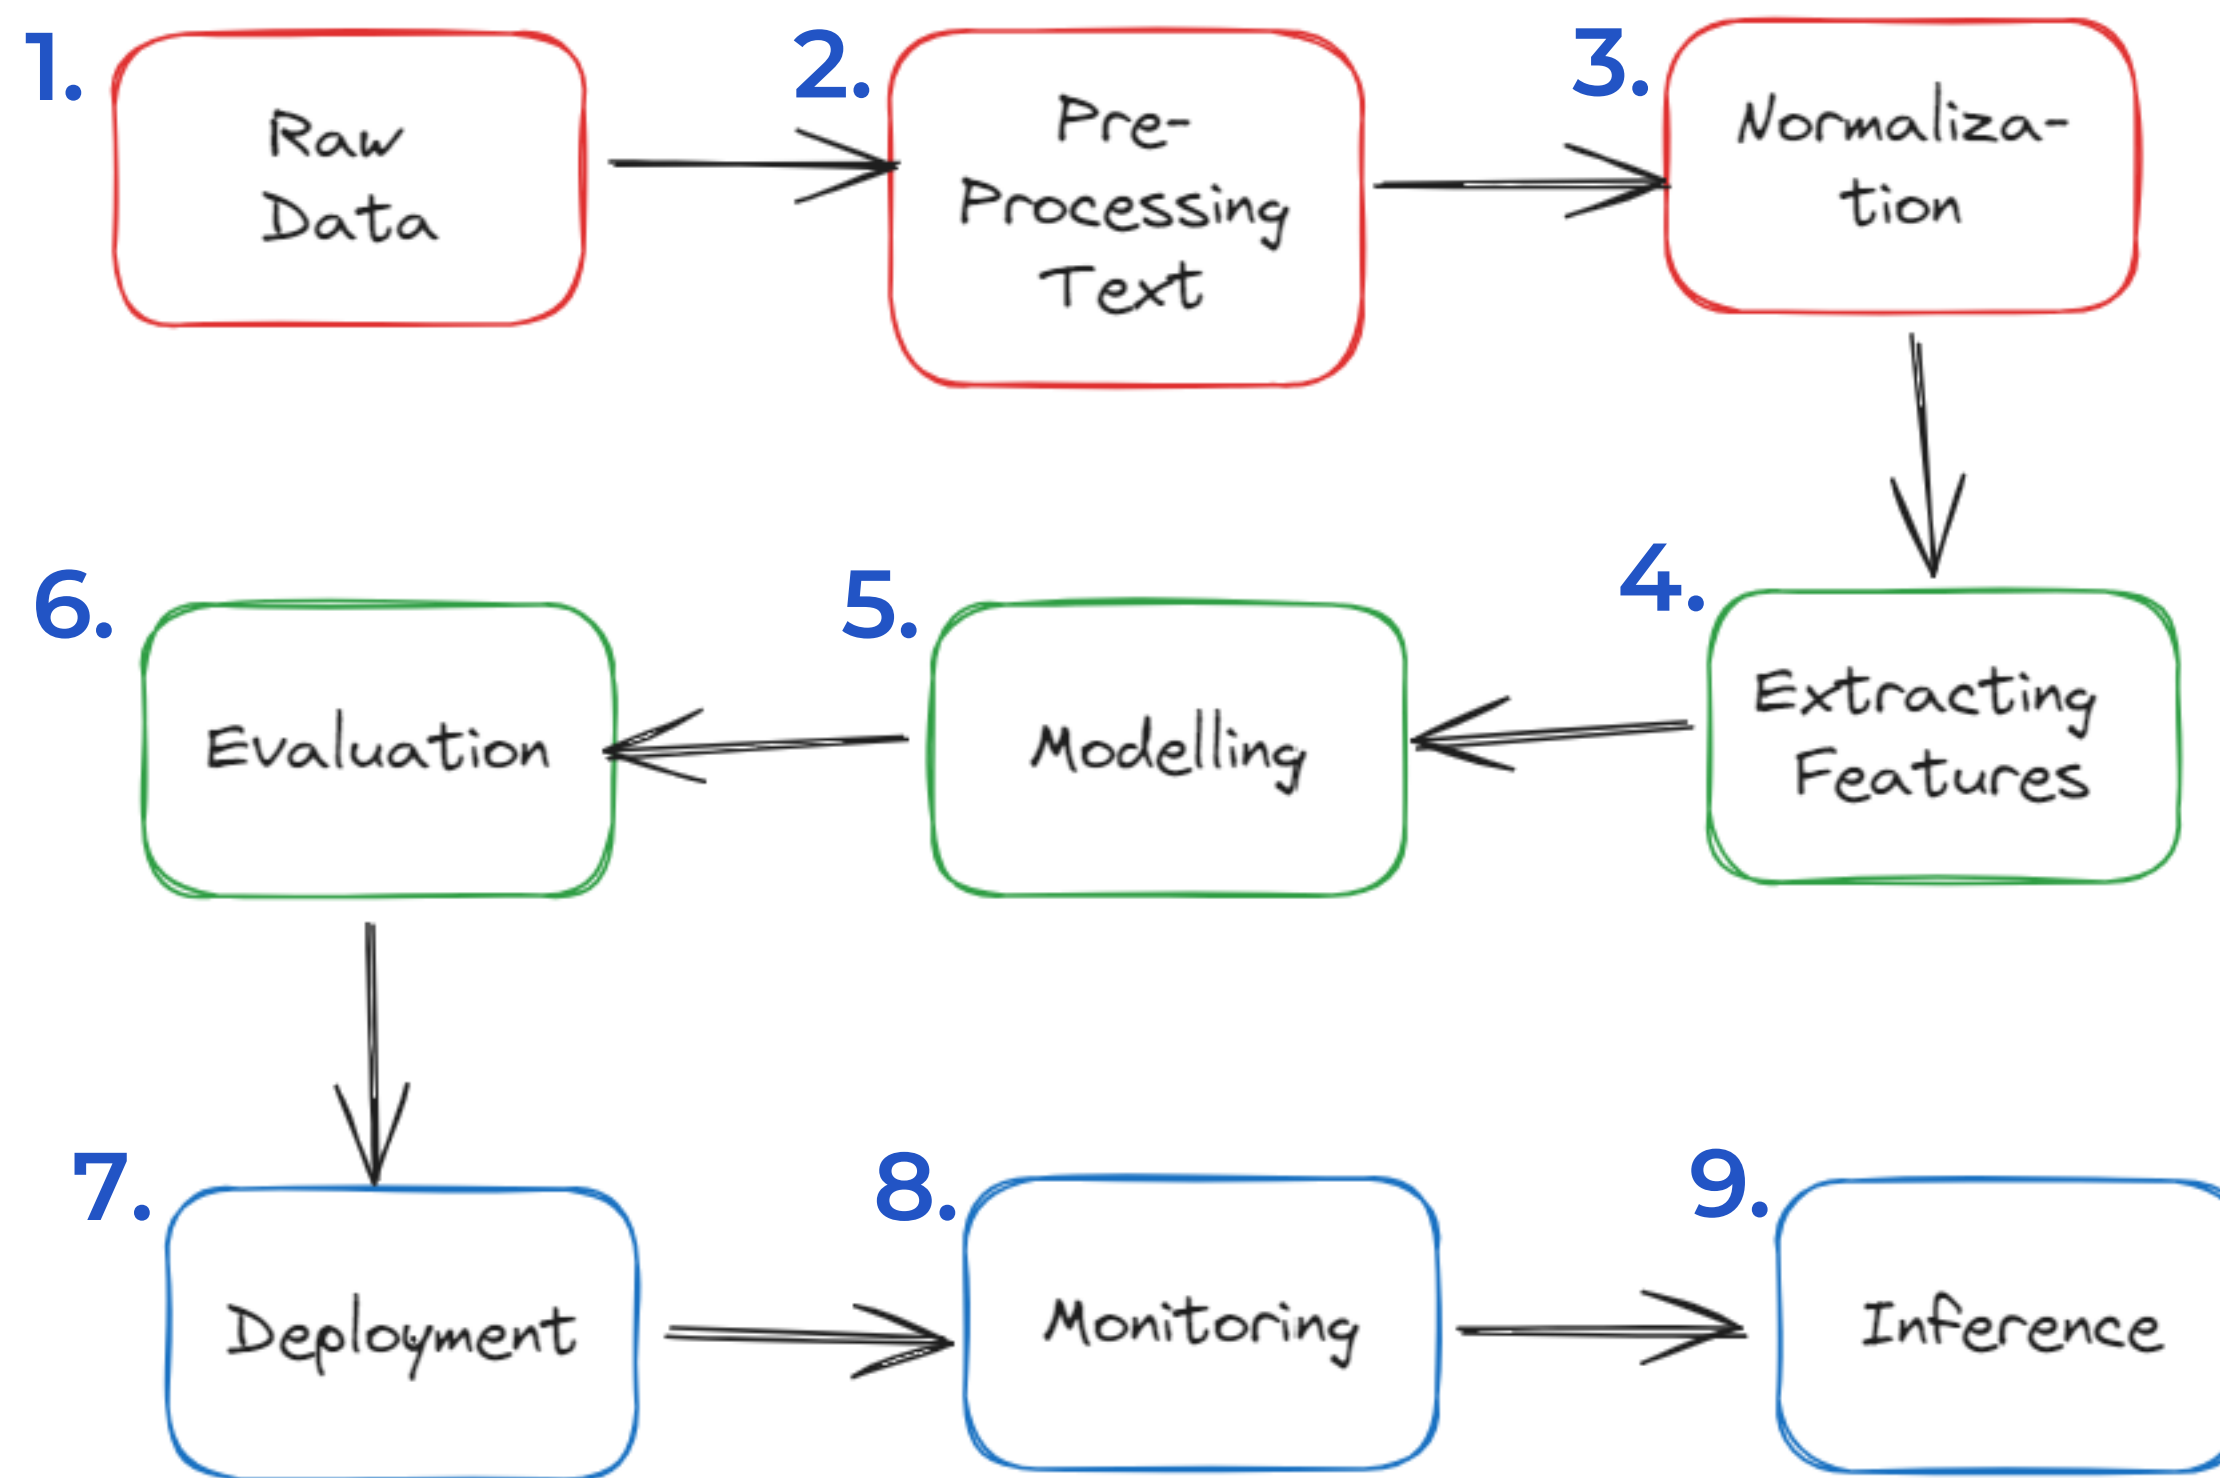 1.
Raw
Data
2.
Pre-
Processing
Text
3.
Normaliza-
tion
4.
Extracting
Features
5.
Modelling
6.
Evaluation
7.
Deployment
8.
Monitoring
9.
Inference